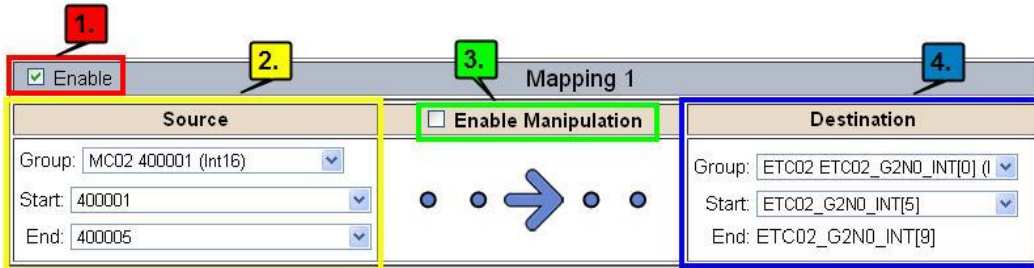 1.
2.
3.
4.
Enable
Mapping 1
Source
Enable Manipulation
Destination
Group: MC02 400001 (Int16)
Start: 400001
End: 400005
Group: ETC02 ETC02_G2N0_INT[0] (I
Start: ETC02_G2N0_INT[5]
End: ETC02_G2N0_INT[9]